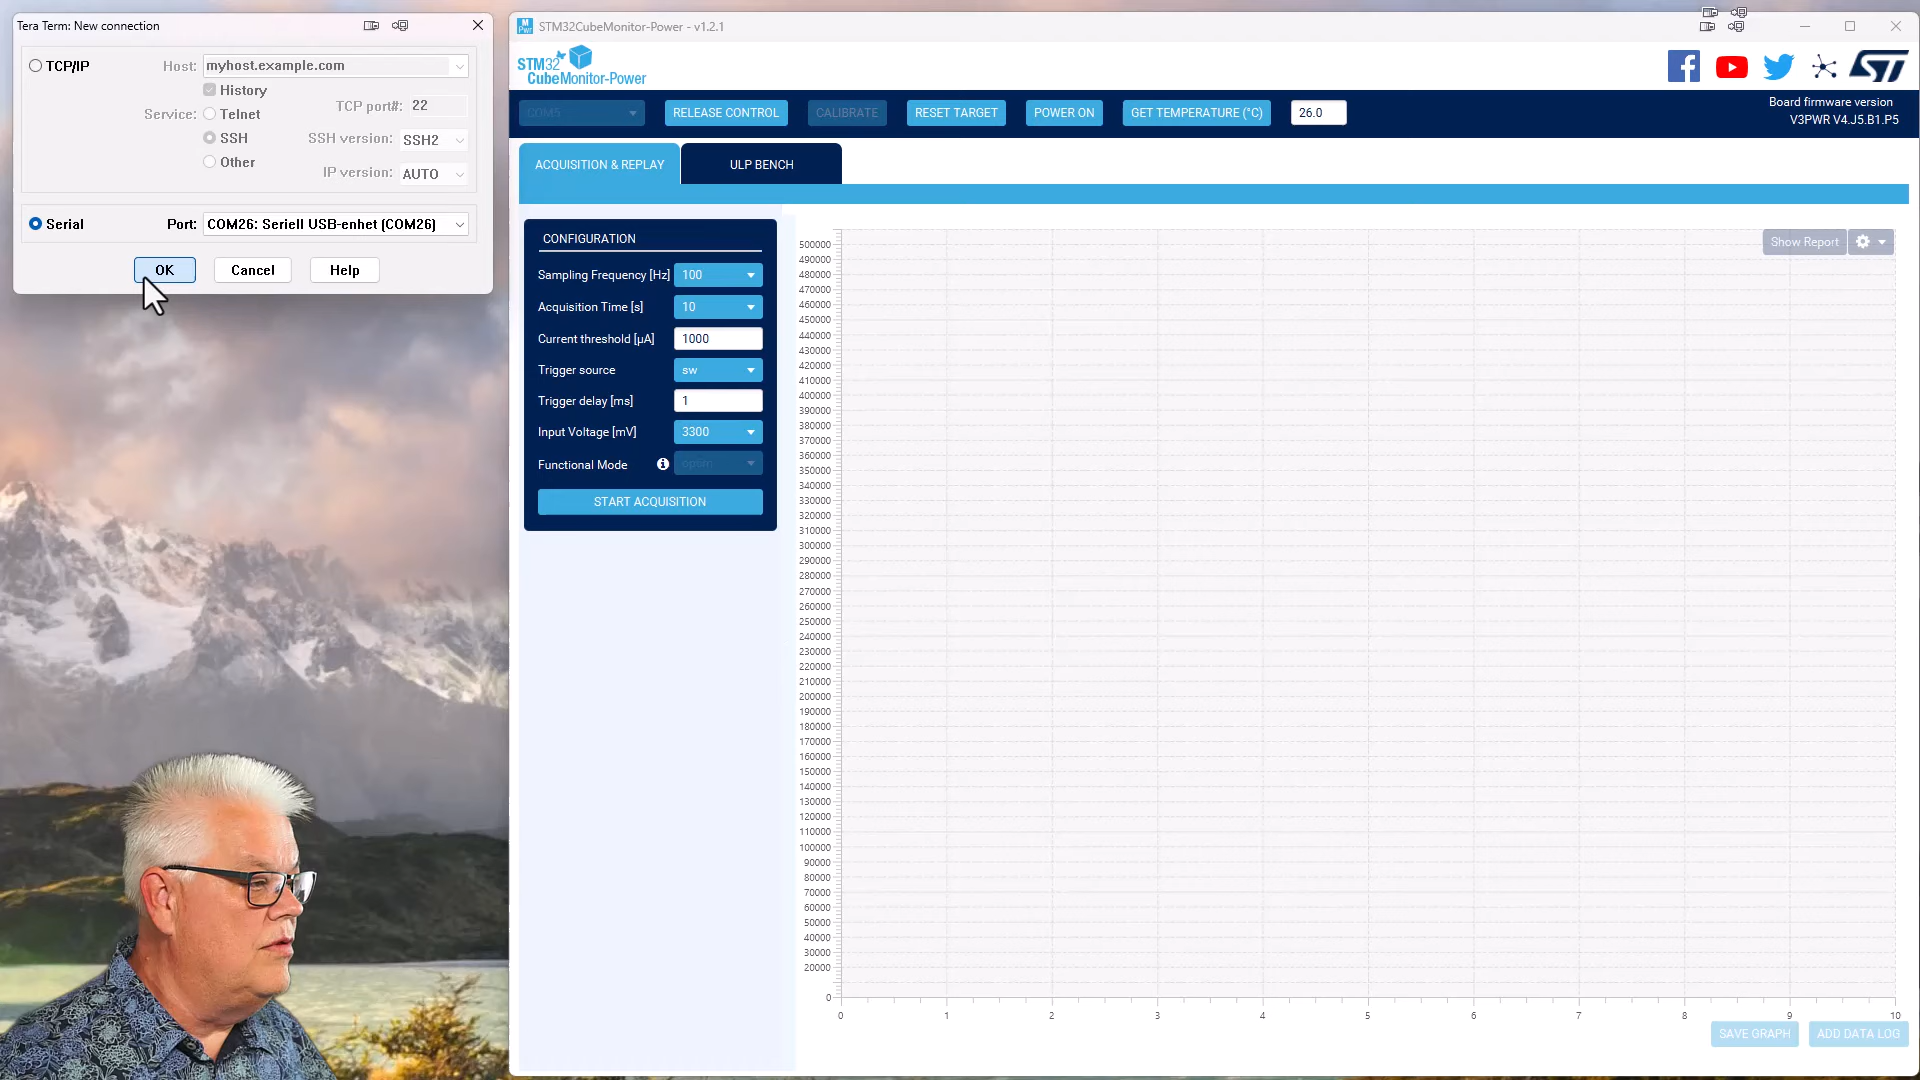 Tera Term: New connection
TCP/IP
Host: myhost.example.com
History
Service: Telnet
TCP port#: 22
SSH
SSH version: SSH2
Other
IP version: AUTO
Serial
Port: COM26: Seriell USB-enhet (COM26)
OK
Cancel
Help
STM32CubeMonitor-Power - v1.2.1
STM32
CubeMonitor-Power
COM5
RELEASE CONTROL
CALIBRATE
RESET TARGET
POWER ON
GET TEMPERATURE (°C)
26.0
Board firmware version
V3PWR V4.J5.B1.P5
ACQUISITION & REPLAY
ULP BENCH
CONFIGURATION
Sampling Frequency [Hz] 100
Acquisition Time [s] 10
Current threshold [µA] 1000
Trigger source sw
Trigger delay [ms] 1
Input Voltage [mV] 3300
Functional Mode optim
START ACQUISITION
Show Report
500000
490000
480000
470000
460000
450000
440000
430000
420000
410000
400000
390000
380000
370000
360000
350000
340000
330000
320000
310000
300000
290000
280000
270000
260000
250000
240000
230000
220000
210000
200000
190000
180000
170000
160000
150000
140000
130000
120000
110000
100000
90000
80000
70000
60000
50000
40000
30000
20000
0
0 1 2 3 4 5 6 7 8 9 10
SAVE GRAPH
ADD DATA LOG